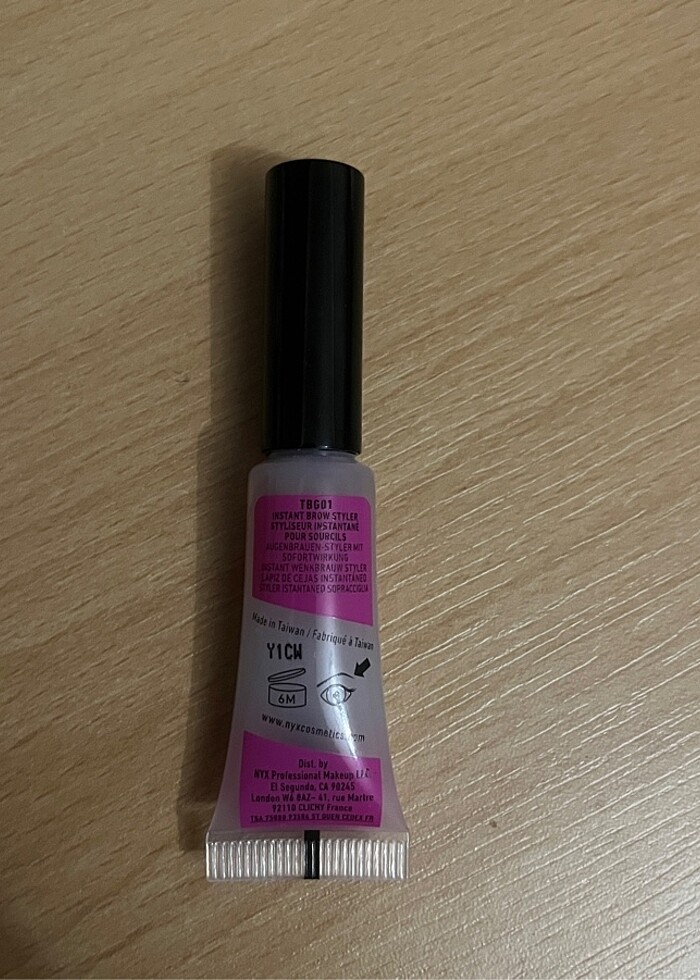 TBG01
INSTANT BROW STYLER
STYLISEUR INSTANTANÉ
POUR SOURCILS
AUGENBRAUEN-STYLER MIT
SOFORTWIRKUNG
INSTANT WENKBRAUW STYLER
LÁPIZ DE CEJAS INSTANTÁNEO
STYLER ISTANTANEO SOPRACCIGLIA
Made in Taiwan / Fabriqué à Taiwan
Y1CW
6M
www.nyxcosmetics.com
Dist. by
NYX Professional Makeup LLC.
El Segundo, CA 90245
London W6 8AZ– 41, rue Martre
92110 CLICHY France